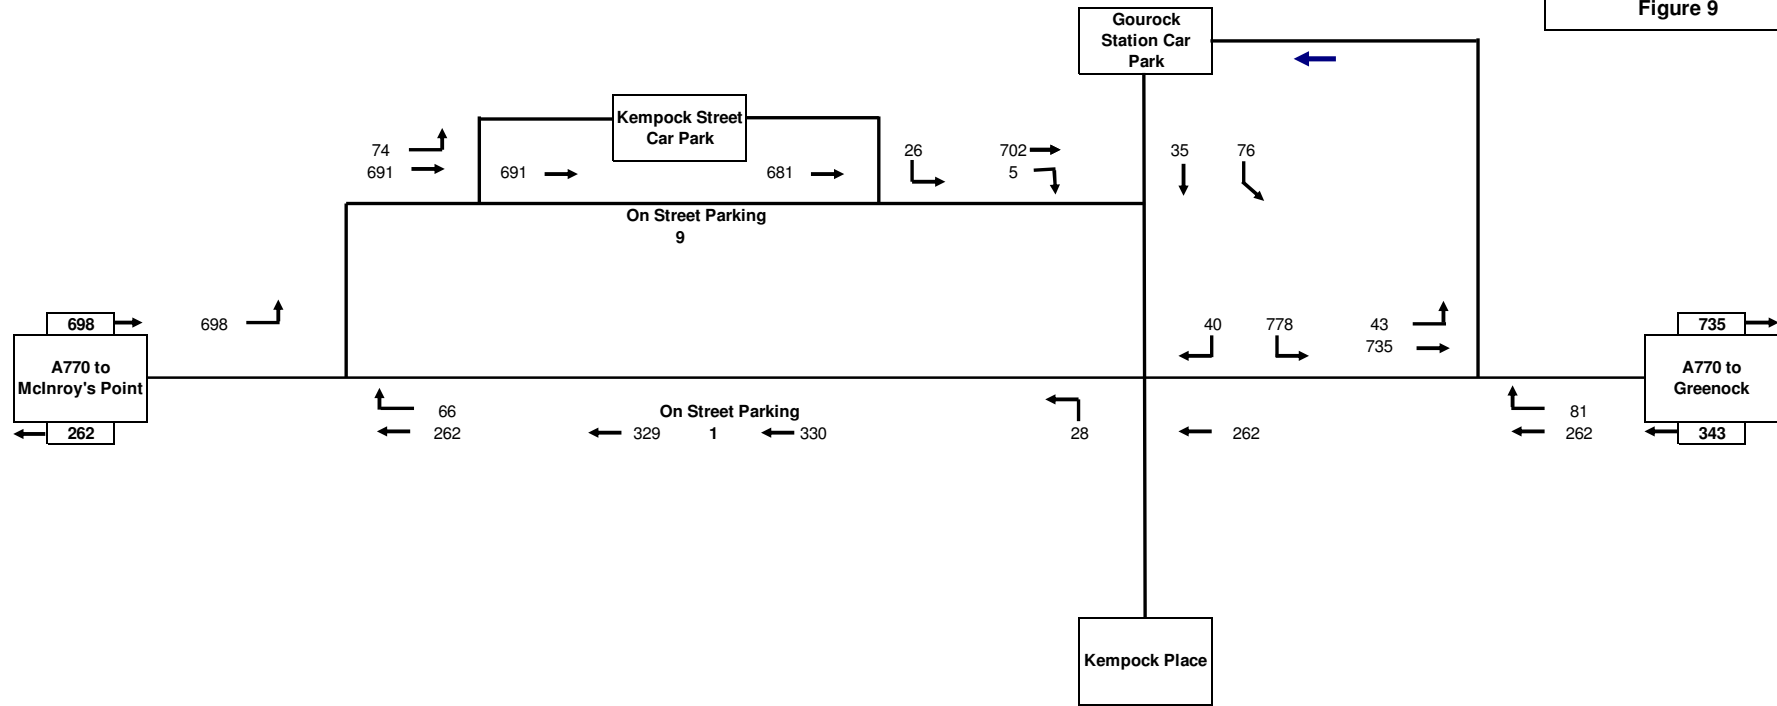 Figure 9
Gourock
Station Car
Park
Kempock Street
Car Park
74
691
691
681
26
702
5
35
76
On Street Parking
9
698
698
A770 to
McInroy's Point
262
40
778
43
735
735
A770 to
Greenock
343
66
262
On Street Parking
329
1
330
28
262
81
262
Kempock Place